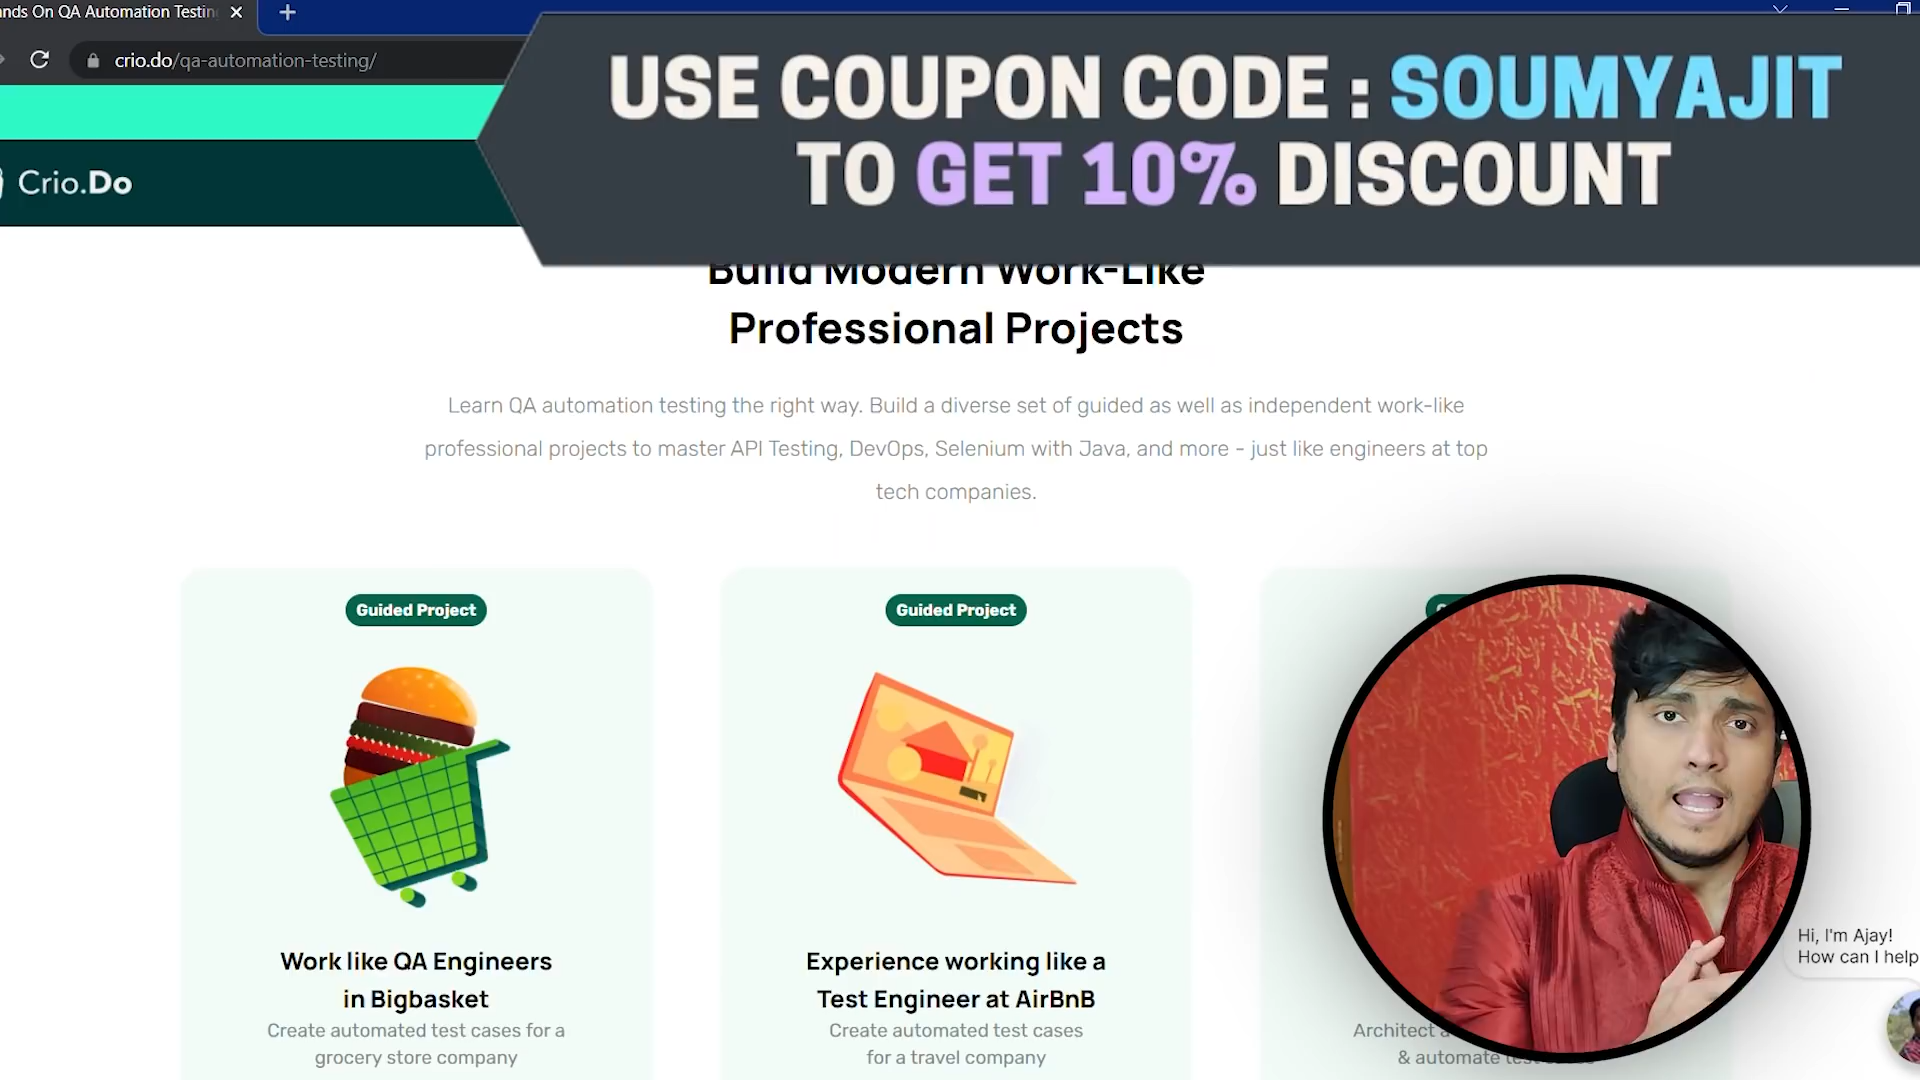 ands On QA Automation Testin
crio.do/qa-automation-testing/
USE COUPON CODE : SOUMYAJIT
TO GET 10% DISCOUNT
Crio.Do
Build Modern Work-Like
Professional Projects
Learn QA automation testing the right way. Build a diverse set of guided as well as independent work-like
professional projects to master API Testing, DevOps, Selenium with Java, and more - just like engineers at top
tech companies.
Guided Project
Guided Project
Work like QA Engineers
in Bigbasket
Create automated test cases for a
grocery store company
Experience working like a
Test Engineer at AirBnB
Create automated test cases
for a travel company
Architect a
& automate
Hi, I'm Ajay!
How can I help